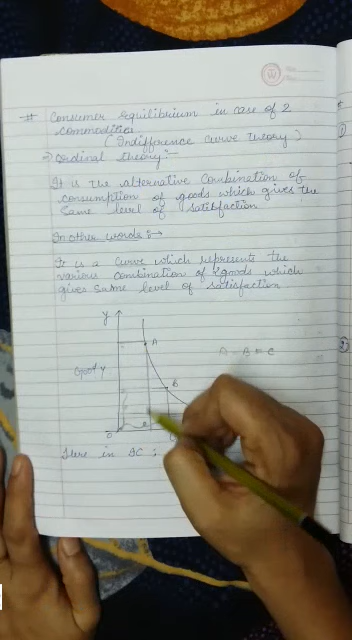 # Consumer equilibrium in case of 2
commodities
(Indifference Curve Theory)
⇒ Ordinal theory:-
It is the alternative Combination of
consumption of goods which gives the
same level of satisfaction
In other words :→
It is a curve which represents the
various combination of 2 goods which
gives same level of satisfaction
y
A
A = B = C
Good y
B
O
Here in IC :